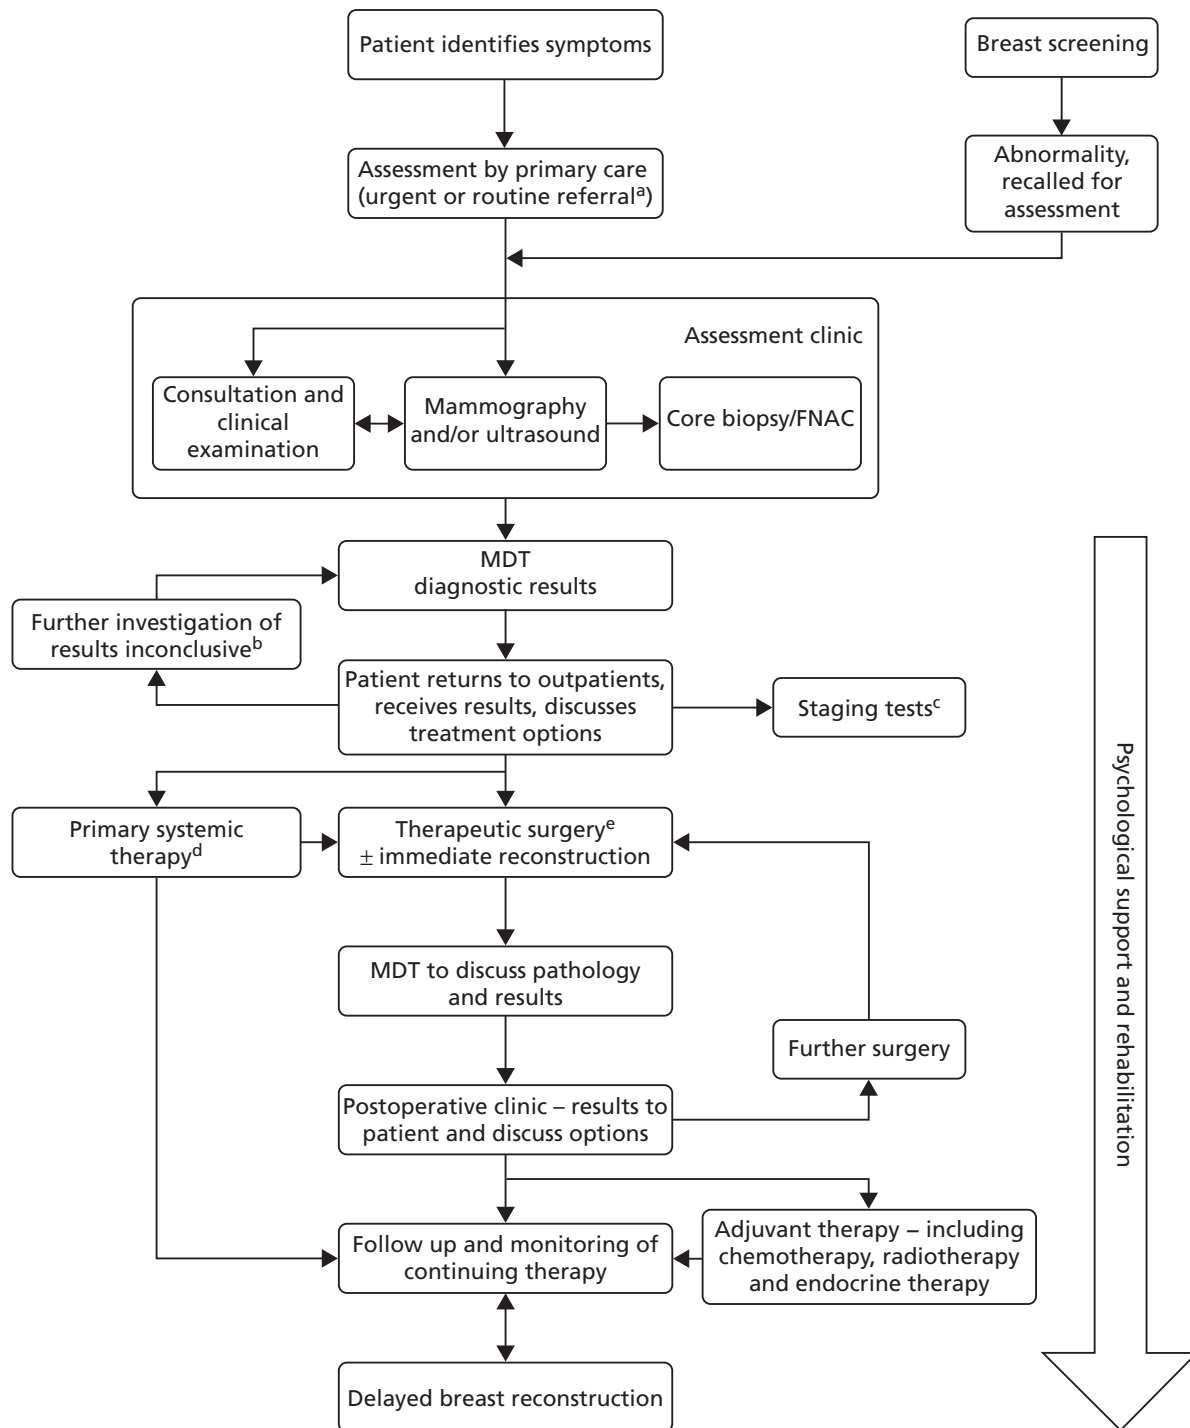 Patient identifies symptoms
Breast screening
Assessment by primary care
(urgent or routine referralᵃ)
Abnormality,
recalled for
assessment
Assessment clinic
Consultation and
clinical
examination
Mammography
and/or ultrasound
Core biopsy/FNAC
MDT
diagnostic results
Further investigation of
results inconclusiveᵇ
Patient returns to outpatients,
receives results, discusses
treatment options
Staging testsᶜ
Primary systemic
therapyᵈ
Therapeutic surgeryᵉ
± immediate reconstruction
MDT to discuss pathology
and results
Further surgery
Postoperative clinic – results to
patient and discuss options
Follow up and monitoring of
continuing therapy
Adjuvant therapy – including
chemotherapy, radiotherapy
and endocrine therapy
Delayed breast reconstruction
Psychological support and rehabilitation